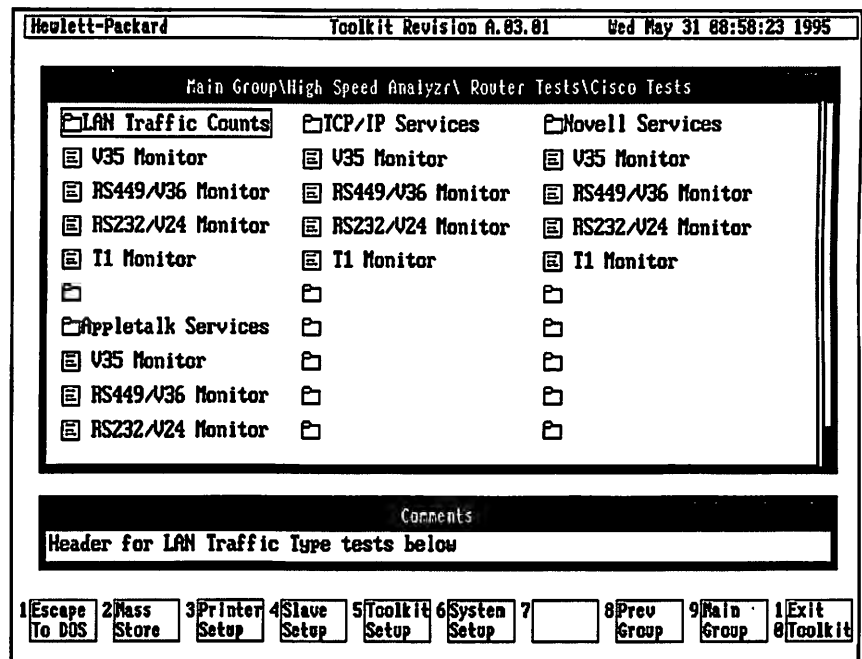 Hewlett-Packard Toolkit Revision A.03.01 Wed May 31 08:58:23 1995
Main Group\High Speed Analyzr\ Router Tests\Cisco Tests
LAN Traffic Counts TCP/IP Services Novell Services
V35 Monitor V35 Monitor V35 Monitor
RS449/V36 Monitor RS449/V36 Monitor RS449/V36 Monitor
RS232/V24 Monitor RS232/V24 Monitor RS232/V24 Monitor
T1 Monitor T1 Monitor T1 Monitor
Appletalk Services
V35 Monitor
RS449/V36 Monitor
RS232/V24 Monitor
Comments
Header for LAN Traffic Type tests below
1 Escape 2 Mass 3 Printer 4 Slave 5 Toolkit 6 System 7 8 Prev 9 Main 1 Exit
To DOS Store Setup Setup Setup Setup Group Group 0 Toolkit